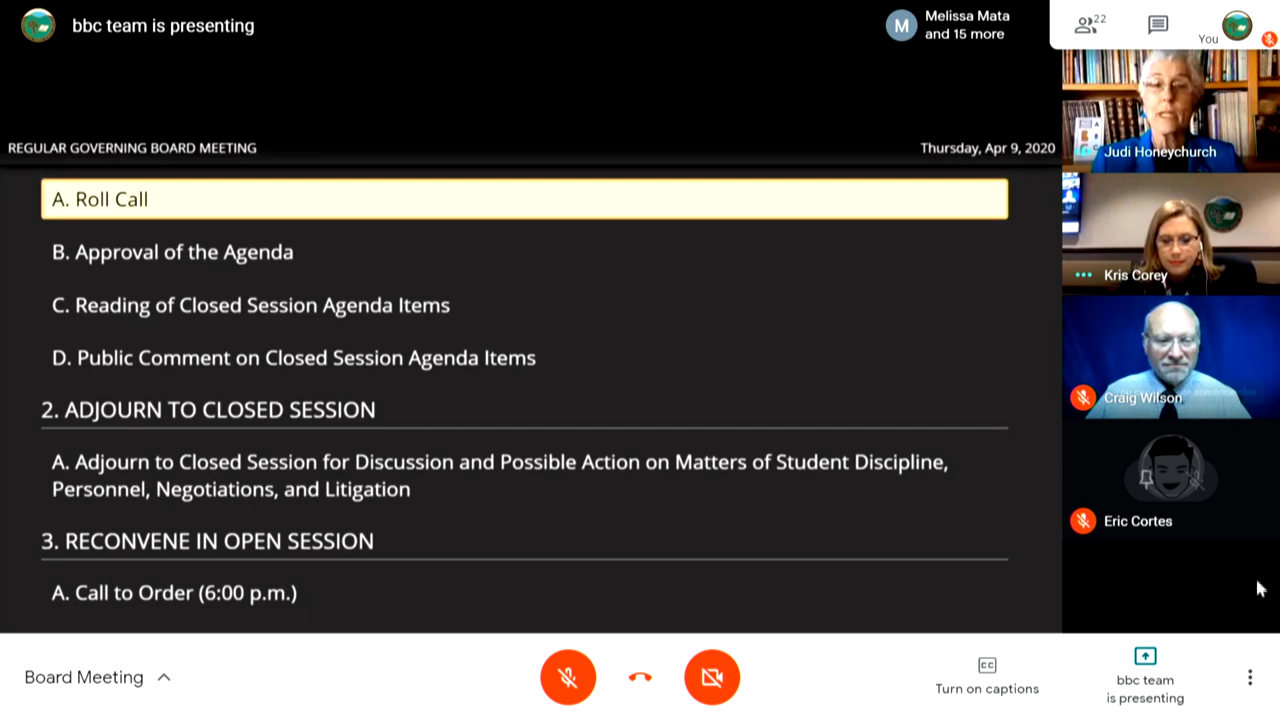 bbc team is presenting
Melissa Mata
and 15 more
22
You
M
REGULAR GOVERNING BOARD MEETING
Thursday, Apr 9, 2020
A. Roll Call
B. Approval of the Agenda
C. Reading of Closed Session Agenda Items
D. Public Comment on Closed Session Agenda Items
2. ADJOURN TO CLOSED SESSION
A. Adjourn to Closed Session for Discussion and Possible Action on Matters of Student Discipline,
Personnel, Negotiations, and Litigation
3. RECONVENE IN OPEN SESSION
A. Call to Order (6:00 p.m.)
Judi Honeychurch
Kris Corey
Craig Wilson
Eric Cortes
Board Meeting
CC
Turn on captions
bbc team
is presenting